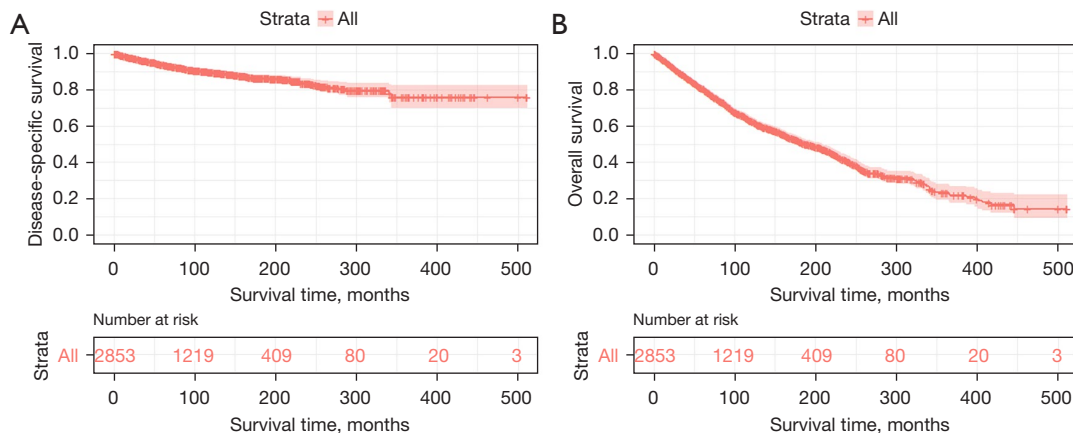 A
Strata All
Disease-specific survival
1.0
0.8
0.6
0.4
0.2
0.0
0 100 200 300 400 500
Survival time, months
Number at risk
Strata
All 2853 1219 409 80 20 3
0 100 200 300 400 500
Survival time, months
B
Strata All
Overall survival
1.0
0.8
0.6
0.4
0.2
0.0
0 100 200 300 400 500
Survival time, months
Number at risk
Strata
All 2853 1219 409 80 20 3
0 100 200 300 400 500
Survival time, months